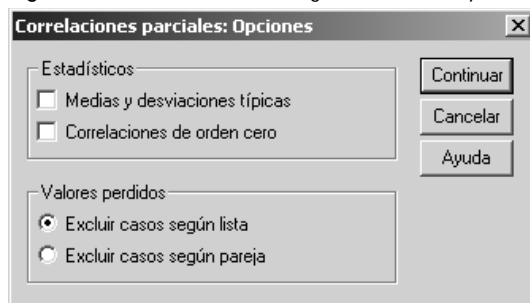 Correlaciones parciales: Opciones
Estadísticos
Medias y desviaciones típicas
Correlaciones de orden cero
Valores perdidos
Excluir casos según lista
Excluir casos según pareja
Continuar
Cancelar
Ayuda